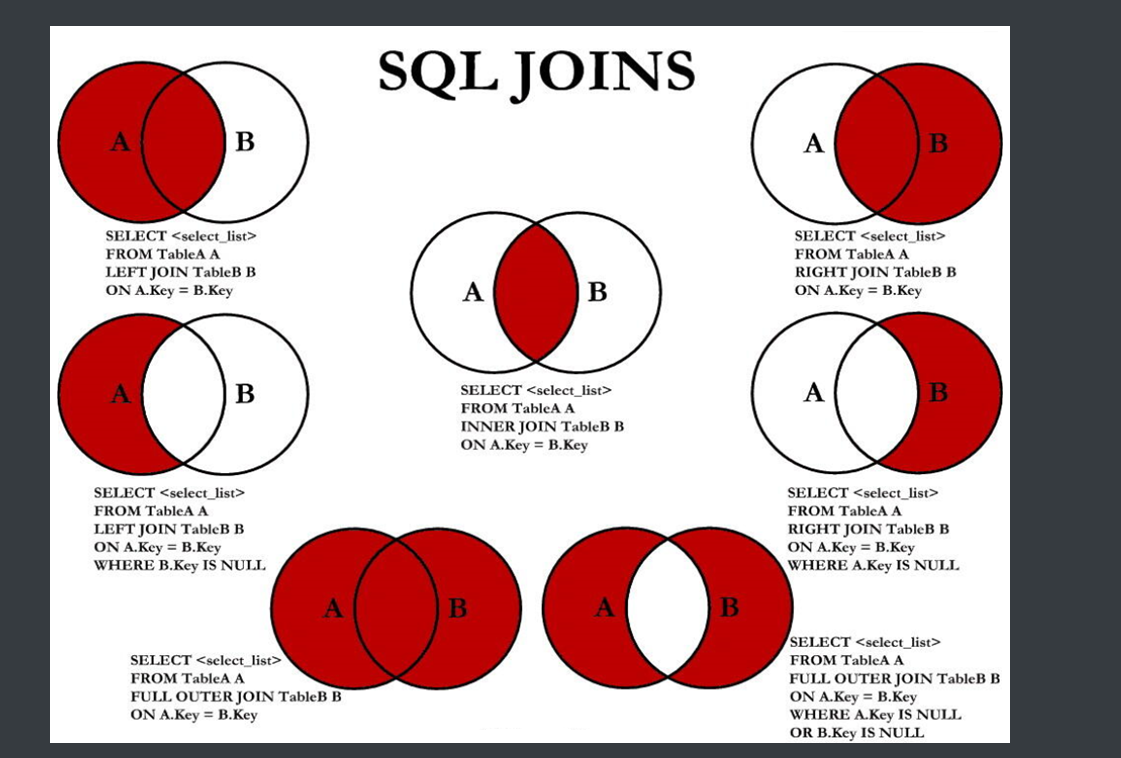 SQL JOINS
A B
SELECT <select_list>
FROM TableA A
LEFT JOIN TableB B
ON A.Key = B.Key
A B
SELECT <select_list>
FROM TableA A
RIGHT JOIN TableB B
ON A.Key = B.Key
A B
SELECT <select_list>
FROM TableA A
INNER JOIN TableB B
ON A.Key = B.Key
A B
SELECT <select_list>
FROM TableA A
LEFT JOIN TableB B
ON A.Key = B.Key
WHERE B.Key IS NULL
A B
SELECT <select_list>
FROM TableA A
RIGHT JOIN TableB B
ON A.Key = B.Key
WHERE A.Key IS NULL
A B
SELECT <select_list>
FROM TableA A
FULL OUTER JOIN TableB B
ON A.Key = B.Key
A B
SELECT <select_list>
FROM TableA A
FULL OUTER JOIN TableB B
ON A.Key = B.Key
WHERE A.Key IS NULL
OR B.Key IS NULL